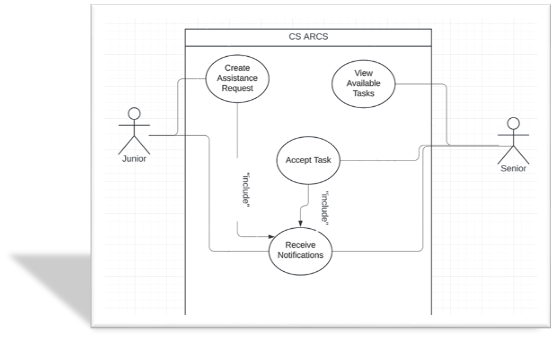 CS ARCS
Create
Assistance
Request
View
Available
Tasks
Junior
Senior
Accept Task
"include"
"include"
Receive
Notifications